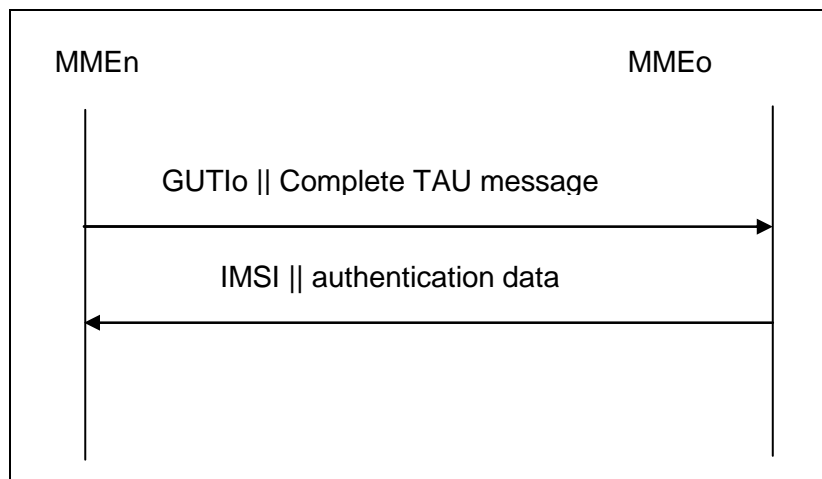 MMEn MMEo
GUTIo || Complete TAU message
IMSI || authentication data